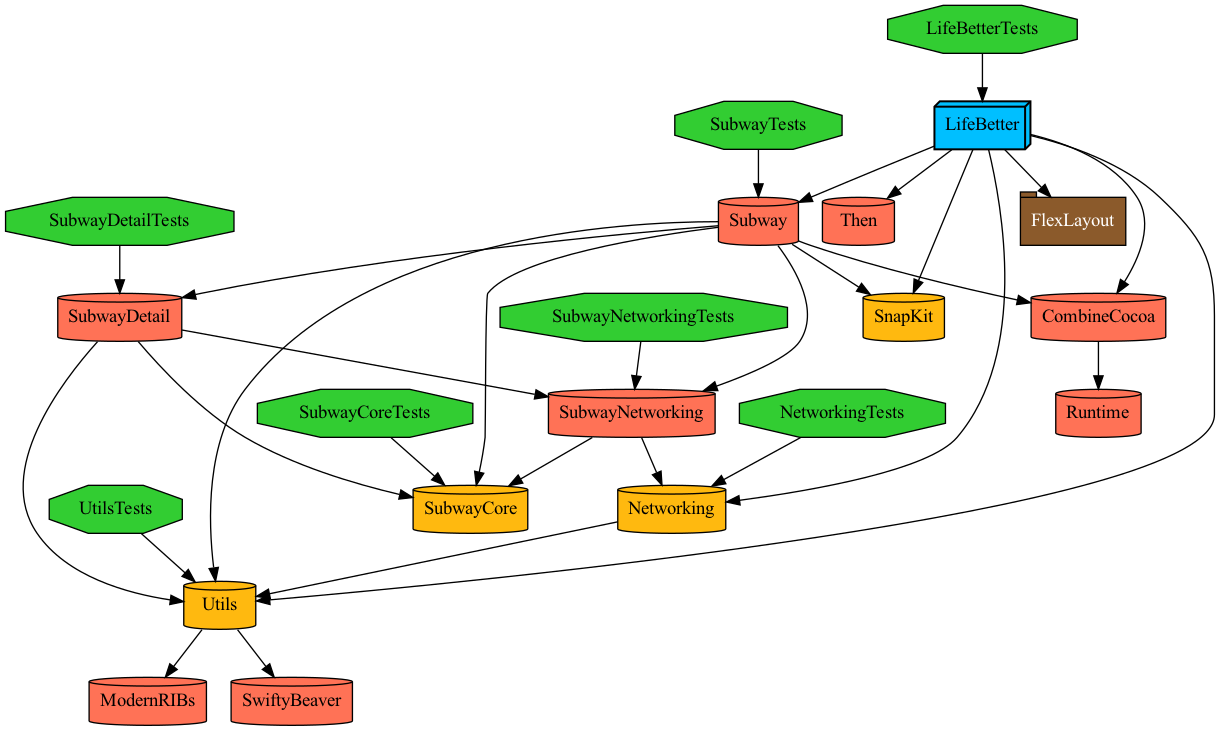 LifeBetterTests
SubwayTests
LifeBetter
SubwayDetailTests
Subway
Then
FlexLayout
SubwayDetail
SubwayNetworkingTests
SnapKit
CombineCocoa
SubwayCoreTests
SubwayNetworking
NetworkingTests
Runtime
UtilsTests
SubwayCore
Networking
Utils
ModernRIBs
SwiftyBeaver